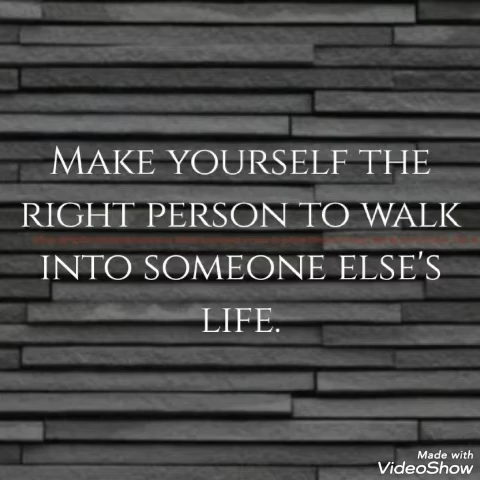 MAKE YOURSELF THE
RIGHT PERSON TO WALK
INTO SOMEONE ELSE'S
LIFE.
Made with
VideoShow